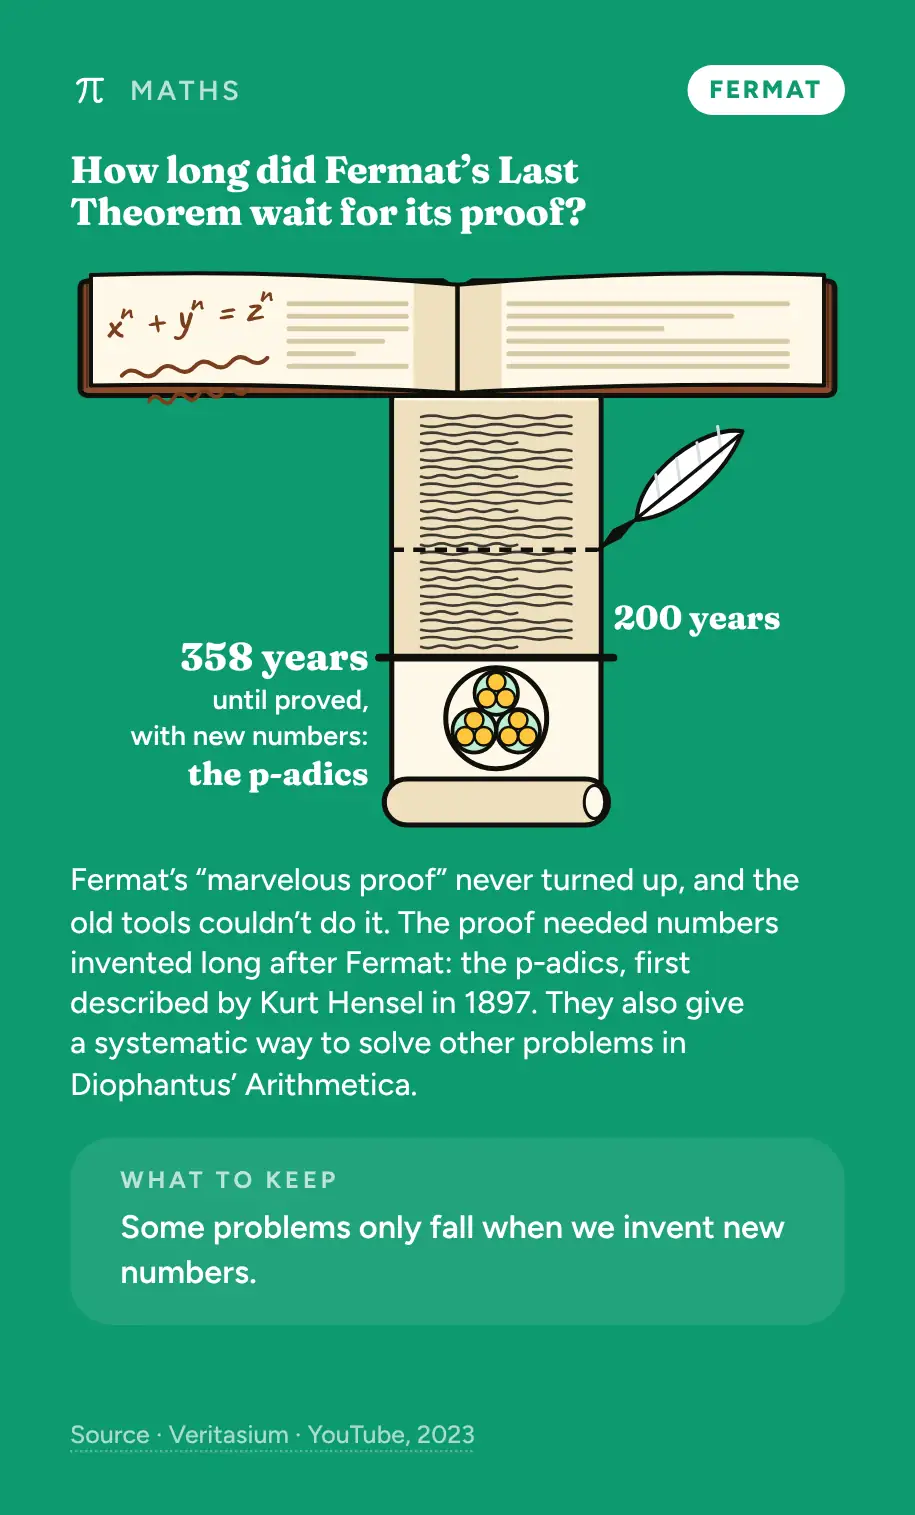 π MATHS
FERMAT
How long did Fermat’s Last
Theorem wait for its proof?
xⁿ + yⁿ = zⁿ
200 years
358 years
until proved,
with new numbers:
the p-adics
Fermat’s “marvelous proof” never turned up, and the
old tools couldn’t do it. The proof needed numbers
invented long after Fermat: the p-adics, first
described by Kurt Hensel in 1897. They also give
a systematic way to solve other problems in
Diophantus’ Arithmetica.
WHAT TO KEEP
Some problems only fall when we invent new
numbers.
Source · Veritasium · YouTube, 2023